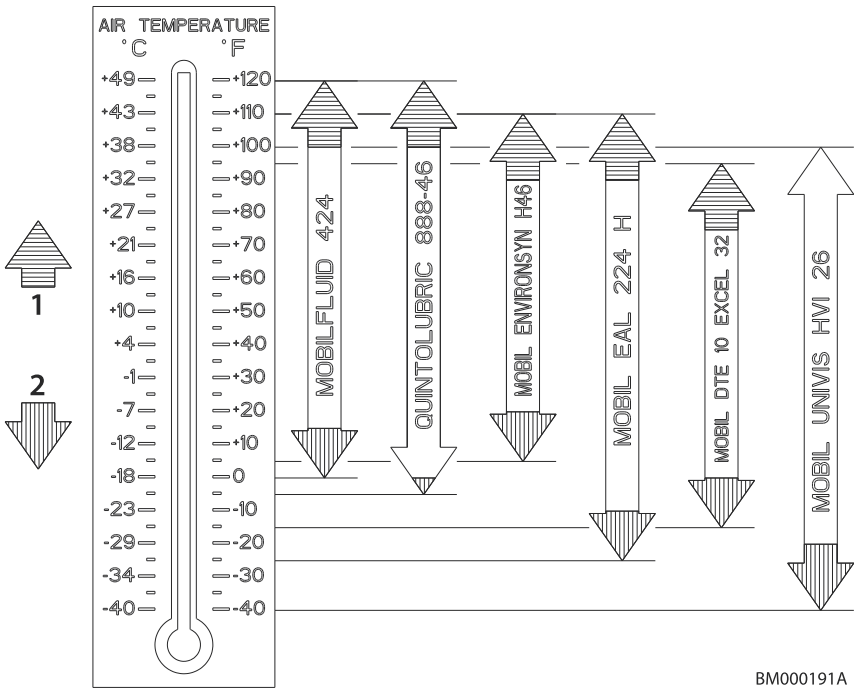 AIR TEMPERATURE
°C °F
+49 +120
+43 +110
+38 +100
+32 +90
+27 +80
+21 +70
+16 +60
+10 +50
+4 +40
-1 +30
-7 +20
-12 +10
-18 0
-23 -10
-29 -20
-34 -30
-40 -40
1
2
MOBILFLUID 424
QUINTOLUBRIC 888-46
MOBIL ENVIRONSYN H46
MOBIL EAL 224 H
MOBIL DTE 10 EXCEL 32
MOBIL UNIVIS HVI 26
BM000191A